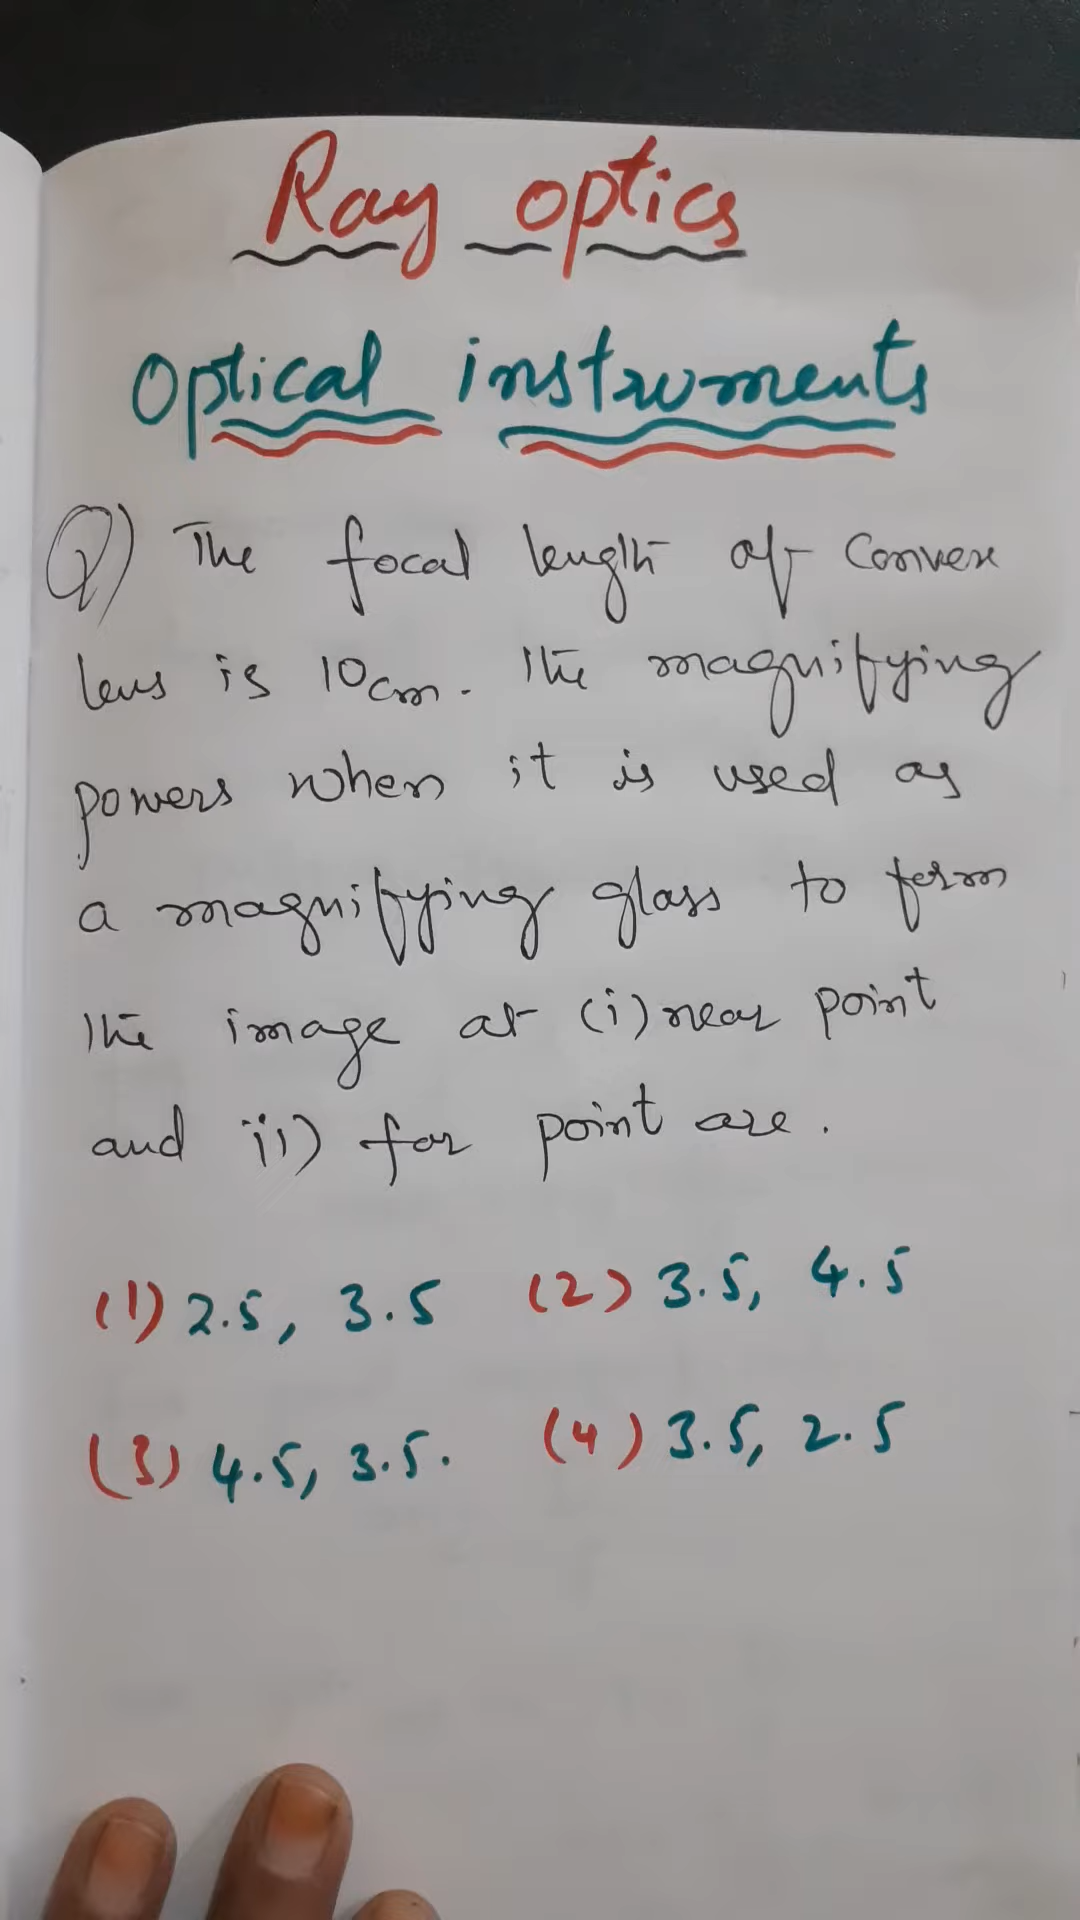 Ray optics
Optical instruments
Q) The focal length of Convex
lens is 10cm. The magnifying
powers when it is used as
a magnifying glass to form
the image at (i) near point
and ii) far point are.
(1) 2.5, 3.5 (2) 3.5, 4.5
(3) 4.5, 3.5. (4) 3.5, 2.5